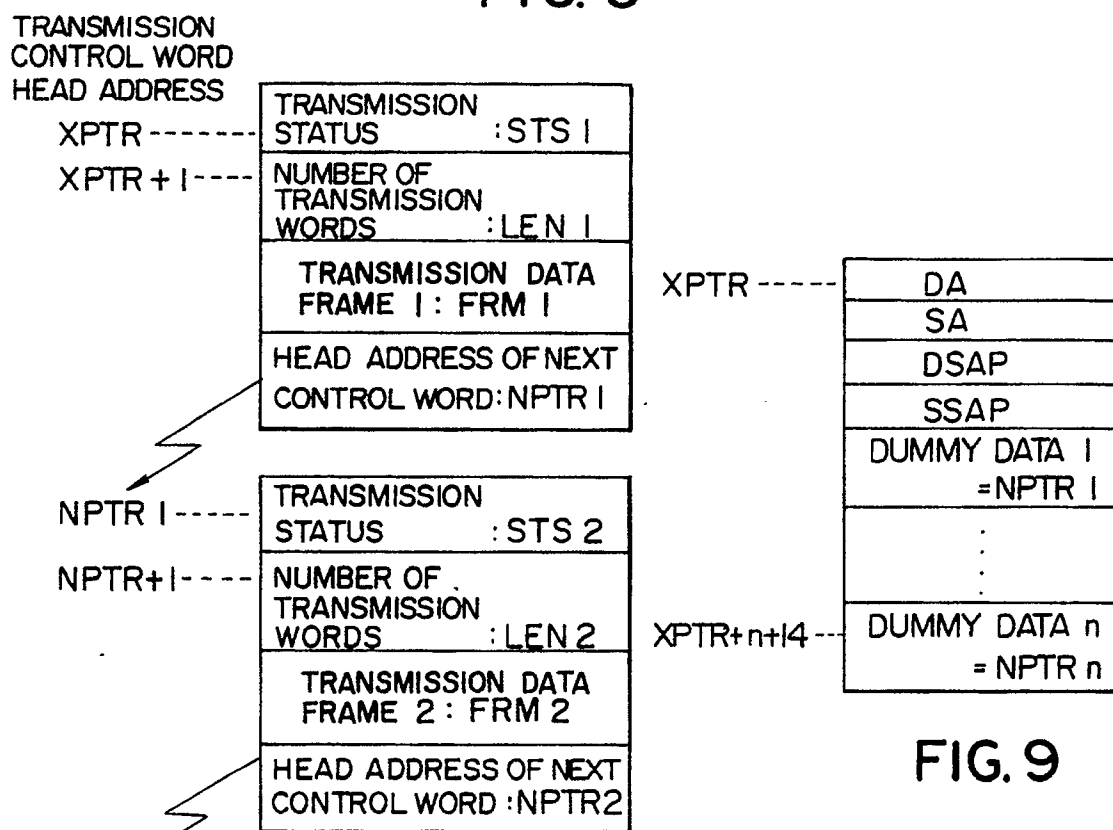 TRANSMISSION
CONTROL WORD
HEAD ADDRESS
XPTR
TRANSMISSION
STATUS :STS 1
XPTR+1
NUMBER OF
TRANSMISSION
WORDS :LEN 1
TRANSMISSION DATA
FRAME 1: FRM 1
HEAD ADDRESS OF NEXT
CONTROL WORD:NPTR 1
NPTR 1
TRANSMISSION
STATUS :STS 2
NPTR+1
NUMBER OF
TRANSMISSION
WORDS :LEN 2
TRANSMISSION DATA
FRAME 2: FRM 2
HEAD ADDRESS OF NEXT
CONTROL WORD :NPTR2
XPTR
DA
SA
DSAP
SSAP
DUMMY DATA 1
=NPTR 1
XPTR+n+14
DUMMY DATA n
=NPTR n
FIG. 9